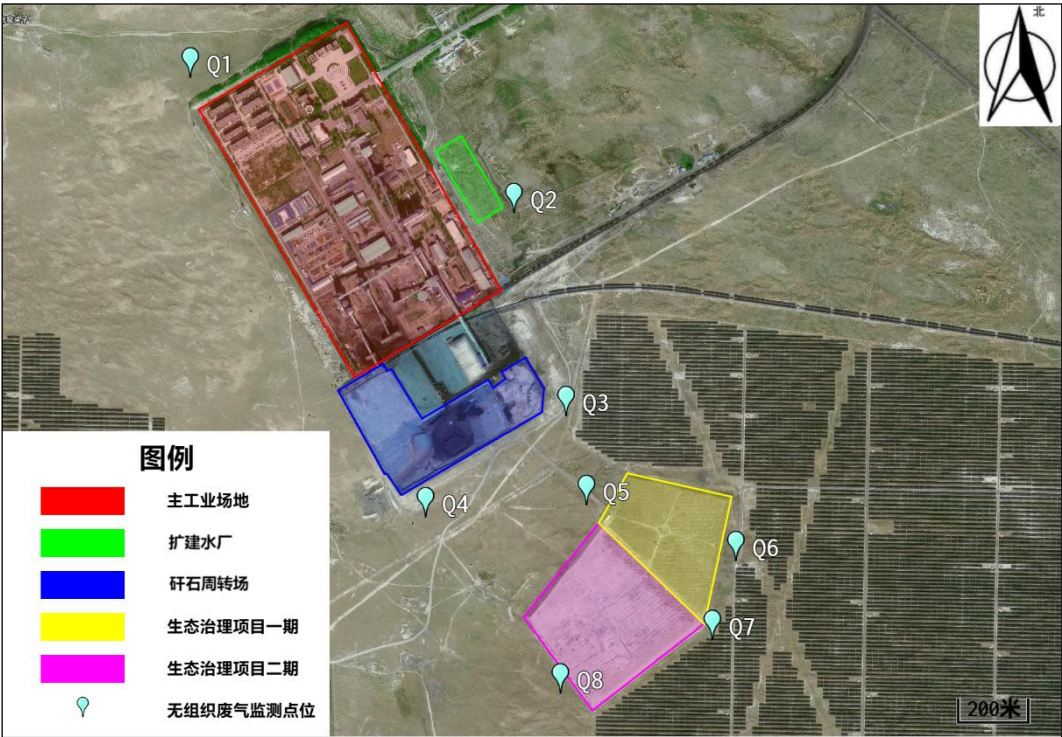 北
Q1
Q2
Q3
Q4
Q5
Q6
Q7
Q8
图例
主工业场地
扩建水厂
矸石周转场
生态治理项目一期
生态治理项目二期
无组织废气监测点位
200米